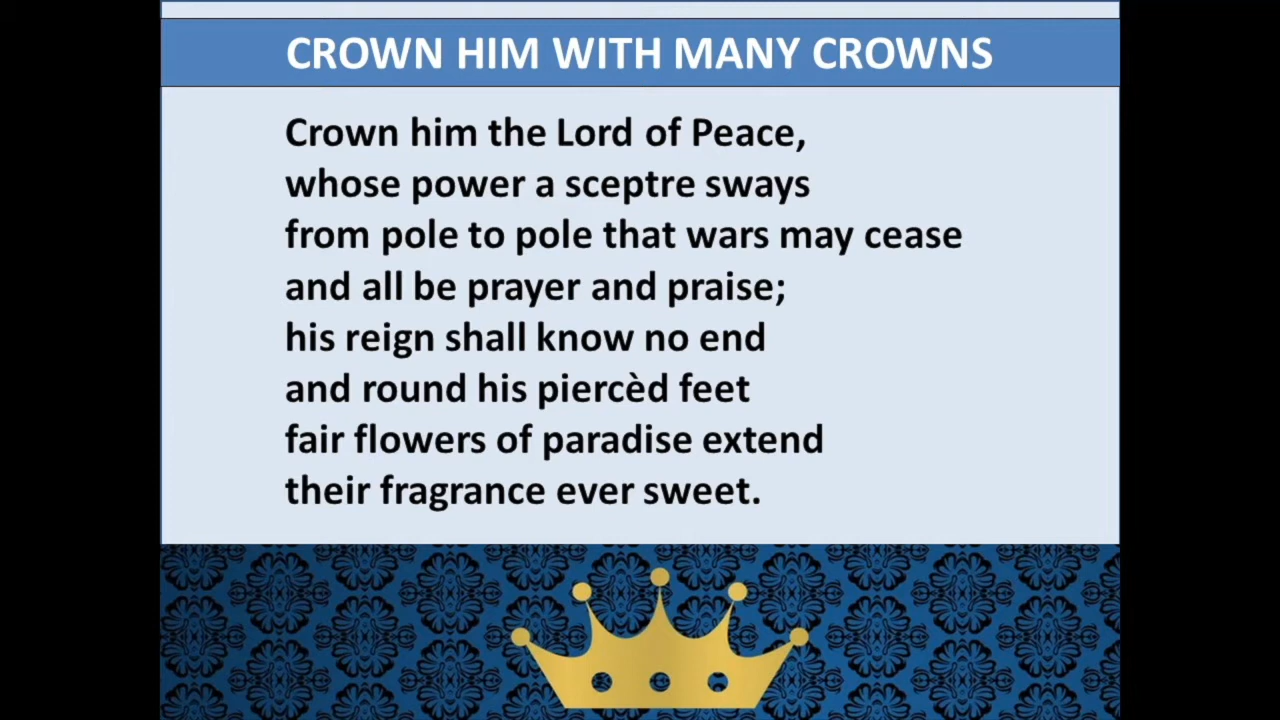 CROWN HIM WITH MANY CROWNS
Crown him the Lord of Peace,
whose power a sceptre sways
from pole to pole that wars may cease
and all be prayer and praise;
his reign shall know no end
and round his piercèd feet
fair flowers of paradise extend
their fragrance ever sweet.